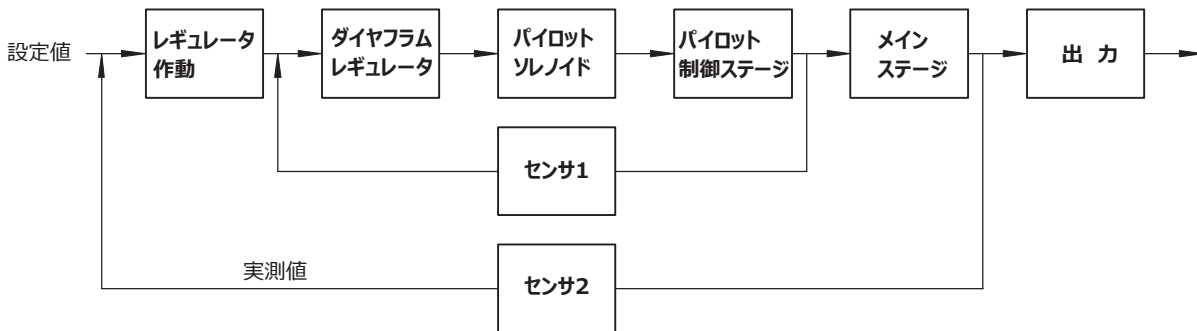 設定値
レギュレータ
作動
ダイヤフラム
レギュレータ
パイロット
ソレノイド
パイロット
制御ステージ
メイン
ステージ
出 力
センサ1
実測値
センサ2